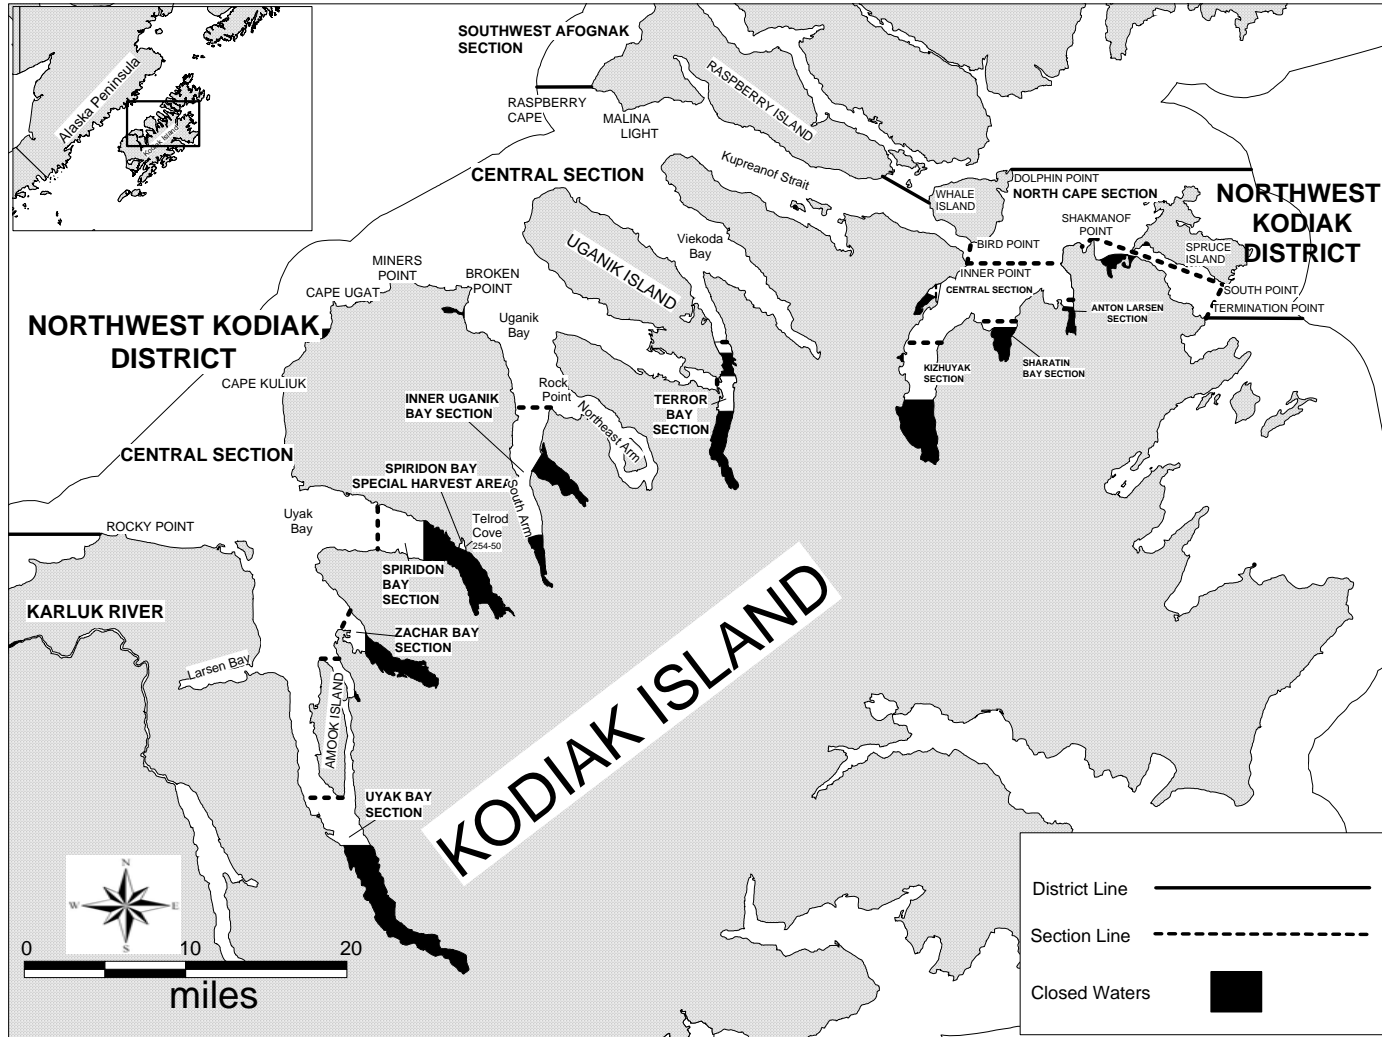 SOUTHWEST AFOGNAK
SECTION
Alaska Peninsula
Kodiak Island
RASPBERRY
CAPE
MALINA
LIGHT
RASPBERRY ISLAND
Kupreanof Strait
CENTRAL SECTION
WHALE
ISLAND
DOLPHIN POINT
NORTH CAPE SECTION
NORTHWEST
KODIAK
DISTRICT
SHAKMANOF
POINT
SPRUCE
ISLAND
BIRD POINT
INNER POINT
CENTRAL SECTION
SOUTH POINT
TERMINATION POINT
ANTON LARSEN
SECTION
SHARATIN
BAY SECTION
KIZHUYAK
SECTION
Viekoda
Bay
UGANIK ISLAND
MINERS
POINT
BROKEN
POINT
CAPE UGAT
Uganik
Bay
NORTHWEST KODIAK
DISTRICT
CAPE KULIUK
Rock
Point
INNER UGANIK
BAY SECTION
Northeast Arm
TERROR
BAY
SECTION
CENTRAL SECTION
SPIRIDON BAY
SPECIAL HARVEST AREA
South Arm
Telrod
Cove
254-50
Uyak
Bay
ROCKY POINT
SPIRIDON
BAY
SECTION
KARLUK RIVER
ZACHAR BAY
SECTION
Larsen Bay
AMOOK ISLAND
KODIAK ISLAND
UYAK BAY
SECTION
N
W
E
S
0
10
20
miles
District Line
Section Line
Closed Waters